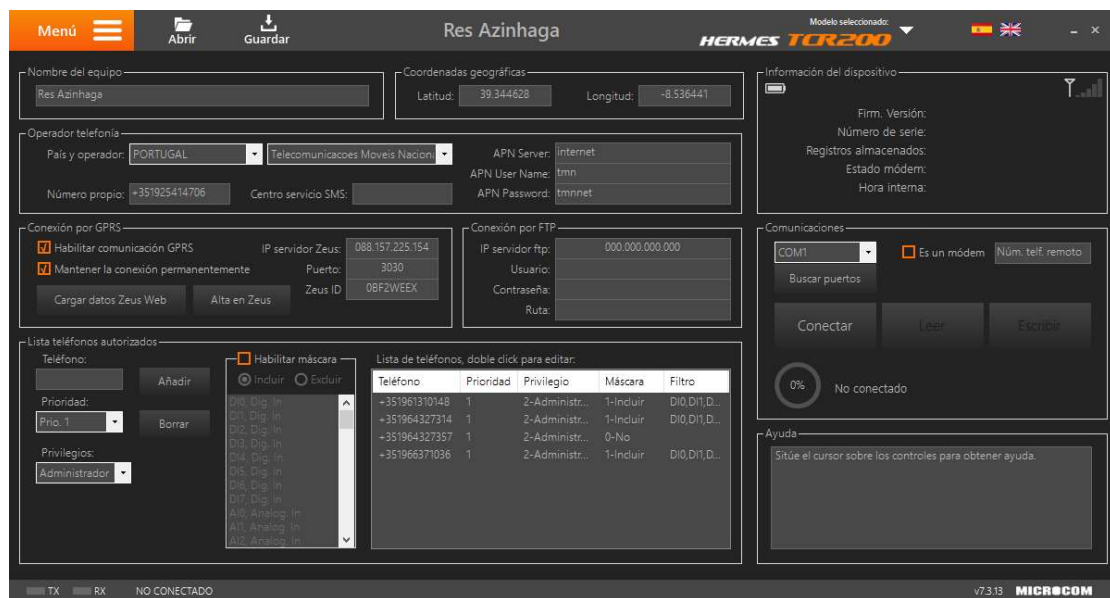 Menú
Abrir
Guardar
Res Azinhaga
Modelo seleccionado:
HERMES TCR200
Nombre del equipo
Res Azinhaga
Coordenadas geográficas
Latitud: 39.344628 Longitud: -8.536441
Operador telefonía
País y operador: PORTUGAL Telecomunicacoes Moveis Nacion
Número propio: +351925414706 Centro servicio SMS:
APN Server: internet
APN User Name: tmn
APN Password: tmnnet
Conexión por GPRS
Habilitar comunicación GPRS
Mantener la conexión permanentemente
Cargar datos Zeus Web Alta en Zeus
IP servidor Zeus: 088.157.225.154
Puerto: 3030
Zeus ID 0BF2WEEX
Conexión por FTP
IP servidor ftp: 000.000.000.000
Usuario:
Contraseña:
Ruta:
Lista teléfonos autorizados
Teléfono:
Añadir
Prioridad:
Prio. 1
Borrar
Privilegios:
Administrador
Habilitar máscara
Incluir Excluir
DI0, Dig. In
DI1, Dig. In
DI2, Dig. In
DI3, Dig. In
DI4, Dig. In
DI5, Dig. In
DI6, Dig. In
DI7, Dig. In
AI0, Analog. In
AI1, Analog. In
AI2, Analog. In
Lista de teléfonos, doble click para editar:
Teléfono Prioridad Privilegio Máscara Filtro
+351961310148 1 2-Administr... 1-Incluir DI0,DI1,D...
+351964327314 1 2-Administr... 1-Incluir DI0,DI1,D...
+351964327357 1 2-Administr... 0-No
+351966371036 1 2-Administr... 1-Incluir DI0,DI1,D...
Información del dispositivo
Firm. Versión:
Número de serie:
Registros almacenados:
Estado módem:
Hora interna:
Comunicaciones
COM1
Es un módem Núm. telf. remoto
Buscar puertos
Conectar Leer Escribir
0% No conectado
Ayuda
Sitúe el cursor sobre los controles para obtener ayuda.
TX RX NO CONECTADO
v7.3.13 MICROCOM